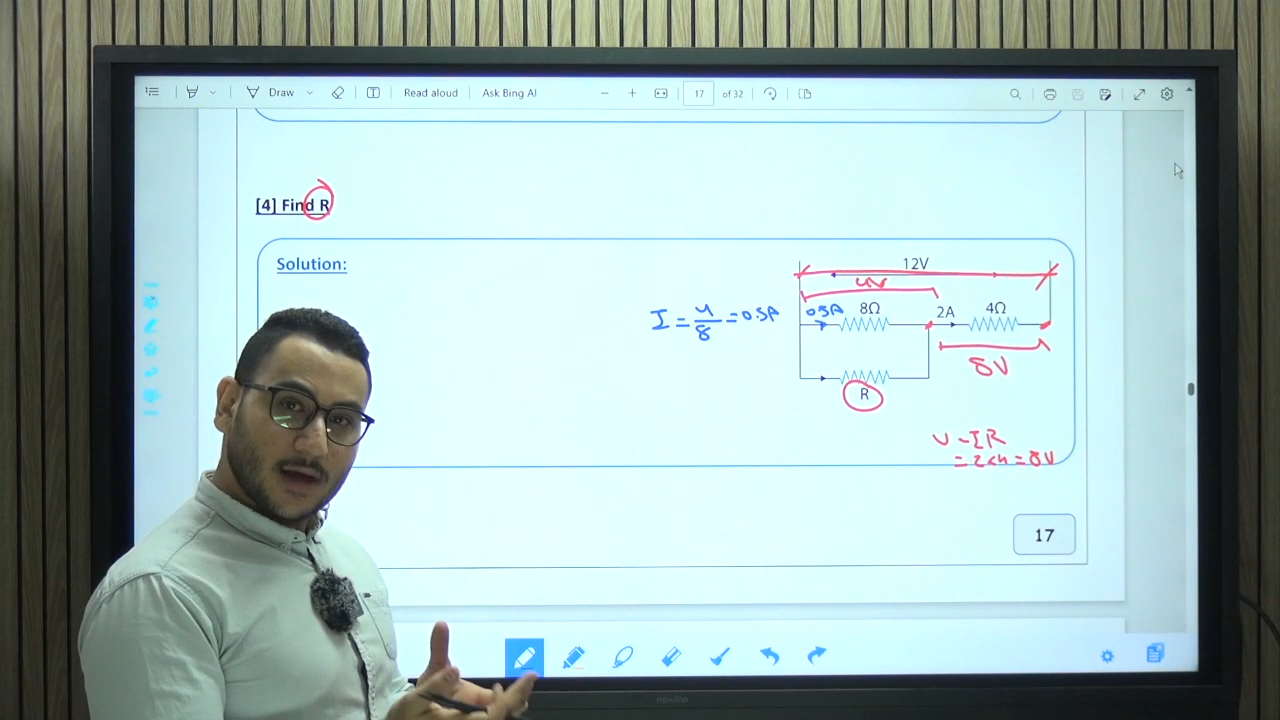 Draw
Read aloud
Ask Bing AI
17 of 32
[4] Find R
Solution:
12V
4V
0.5A
8Ω
2A
4Ω
I = 4/8 = 0.5A
8V
R
V = IR
= 2×4 = 8V
17
newline